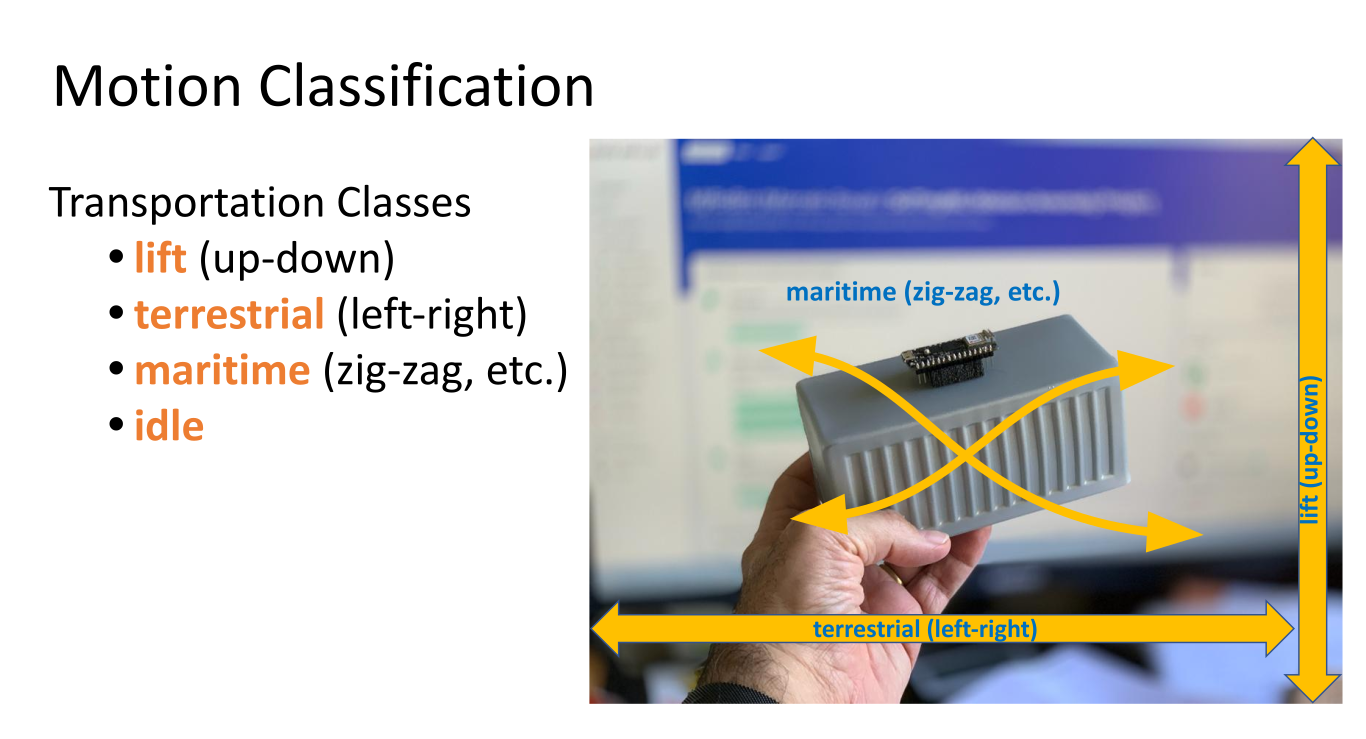 Motion Classification
Transportation Classes
• lift (up-down)
• terrestrial (left-right)
• maritime (zig-zag, etc.)
• idle
maritime (zig-zag, etc.)
lift (up-down)
terrestrial (left-right)